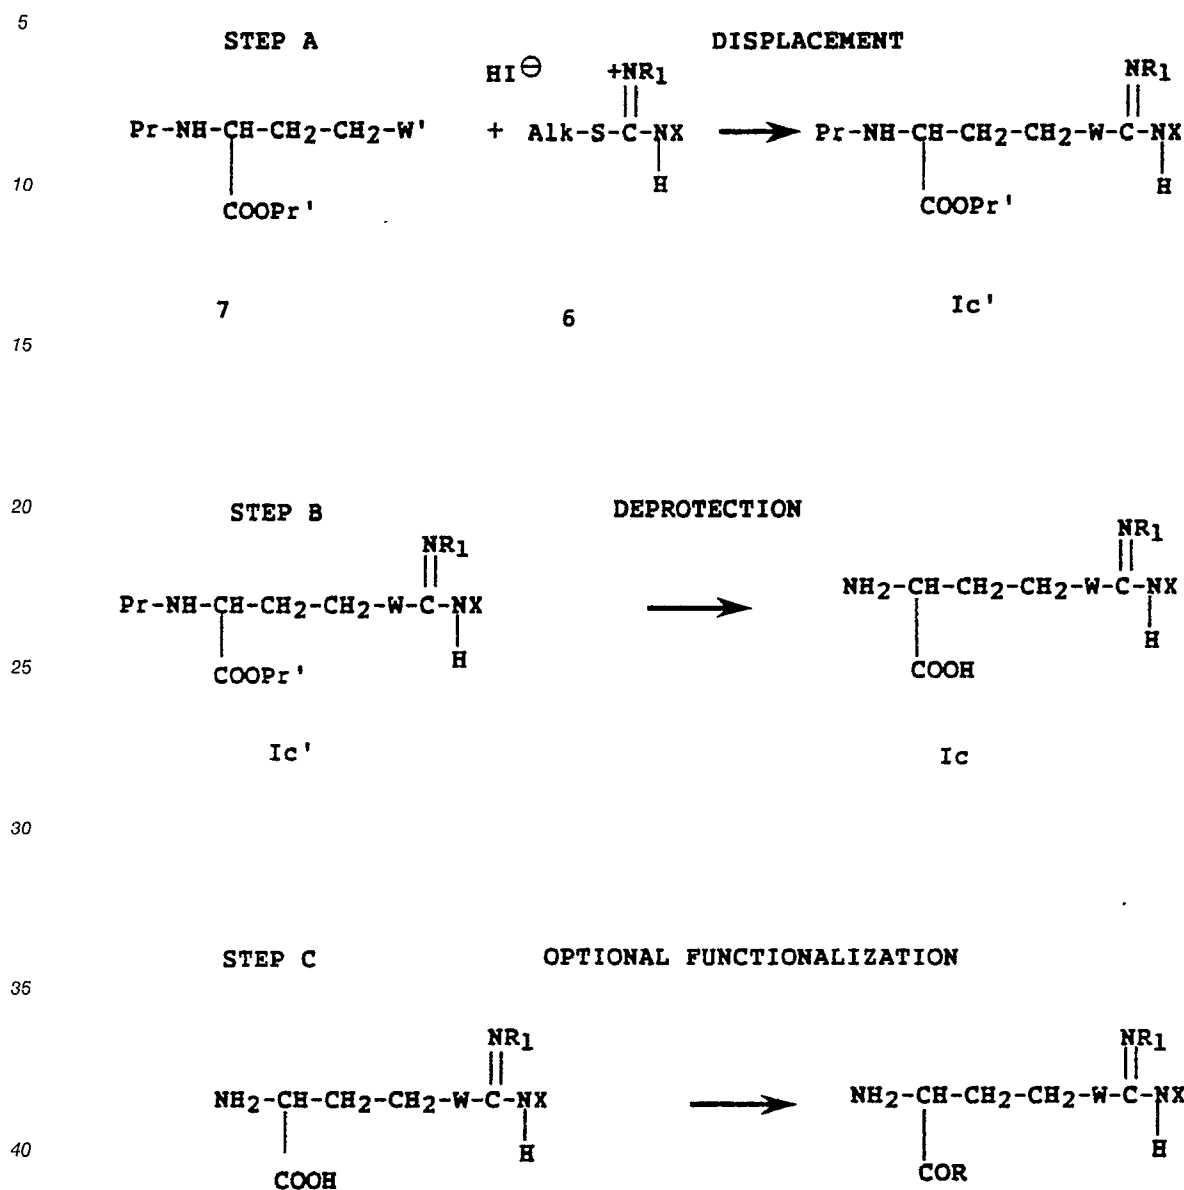 5
STEP A DISPLACEMENT
HI⊖ +NR1 NR1
Pr-NH-CH-CH2-CH2-W' + Alk-S-C-NX Pr-NH-CH-CH2-CH2-W-C-NX
10 H H
COOPr' COOPr'
7 6 Ic'
15
20 STEP B DEPROTECTION
NR1 NR1
Pr-NH-CH-CH2-CH2-W-C-NX NH2-CH-CH2-CH2-W-C-NX
H H
25 COOPr' COOH
Ic' Ic
30
STEP C OPTIONAL FUNCTIONALIZATION
35
NR1 NR1
NH2-CH-CH2-CH2-W-C-NX NH2-CH-CH2-CH2-W-C-NX
40 H H
COOH COR